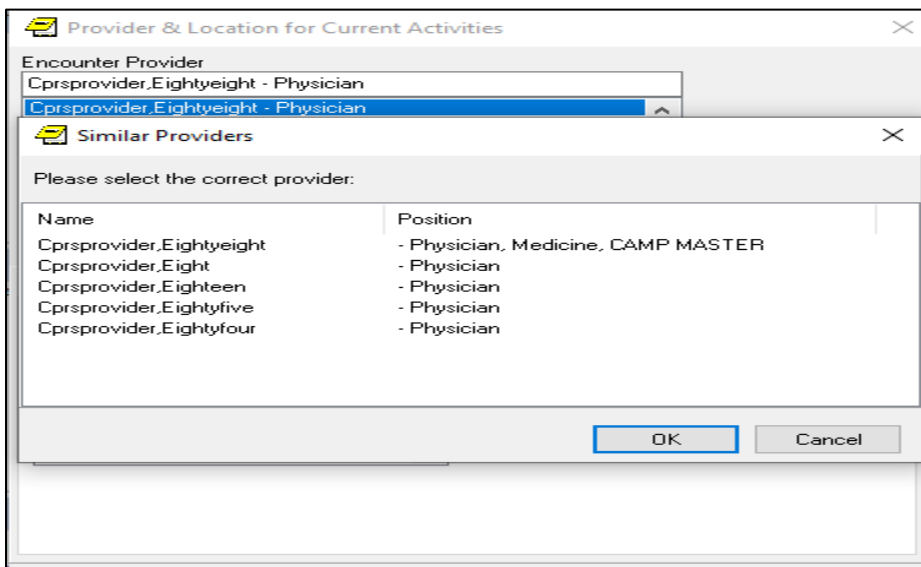 Provider & Location for Current Activities
Encounter Provider
Cprsprovider,Eightyeight - Physician
Cprsprovider,Eightyeight - Physician
Similar Providers
Please select the correct provider:
Name Position
Cprsprovider,Eightyeight - Physician, Medicine, CAMP MASTER
Cprsprovider,Eight - Physician
Cprsprovider,Eighteen - Physician
Cprsprovider,Eightyfive - Physician
Cprsprovider,Eightyfour - Physician
OK Cancel